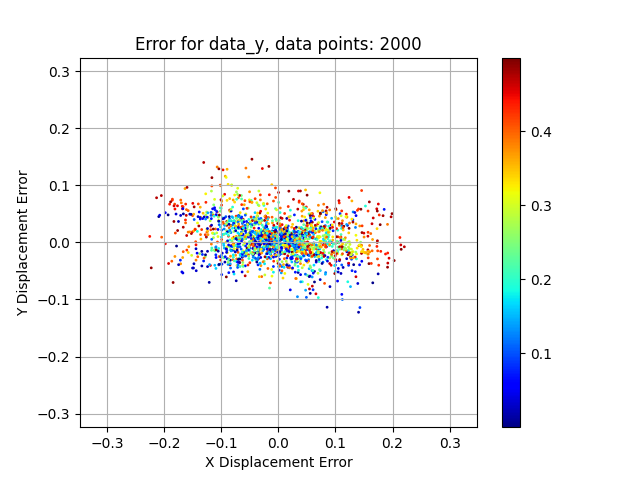 Error for data_y, data points: 2000
0.3
0.2
0.1
0.0
−0.1
−0.2
−0.3
Y Displacement Error
−0.3 −0.2 −0.1 0.0 0.1 0.2 0.3
X Displacement Error
0.4
0.3
0.2
0.1